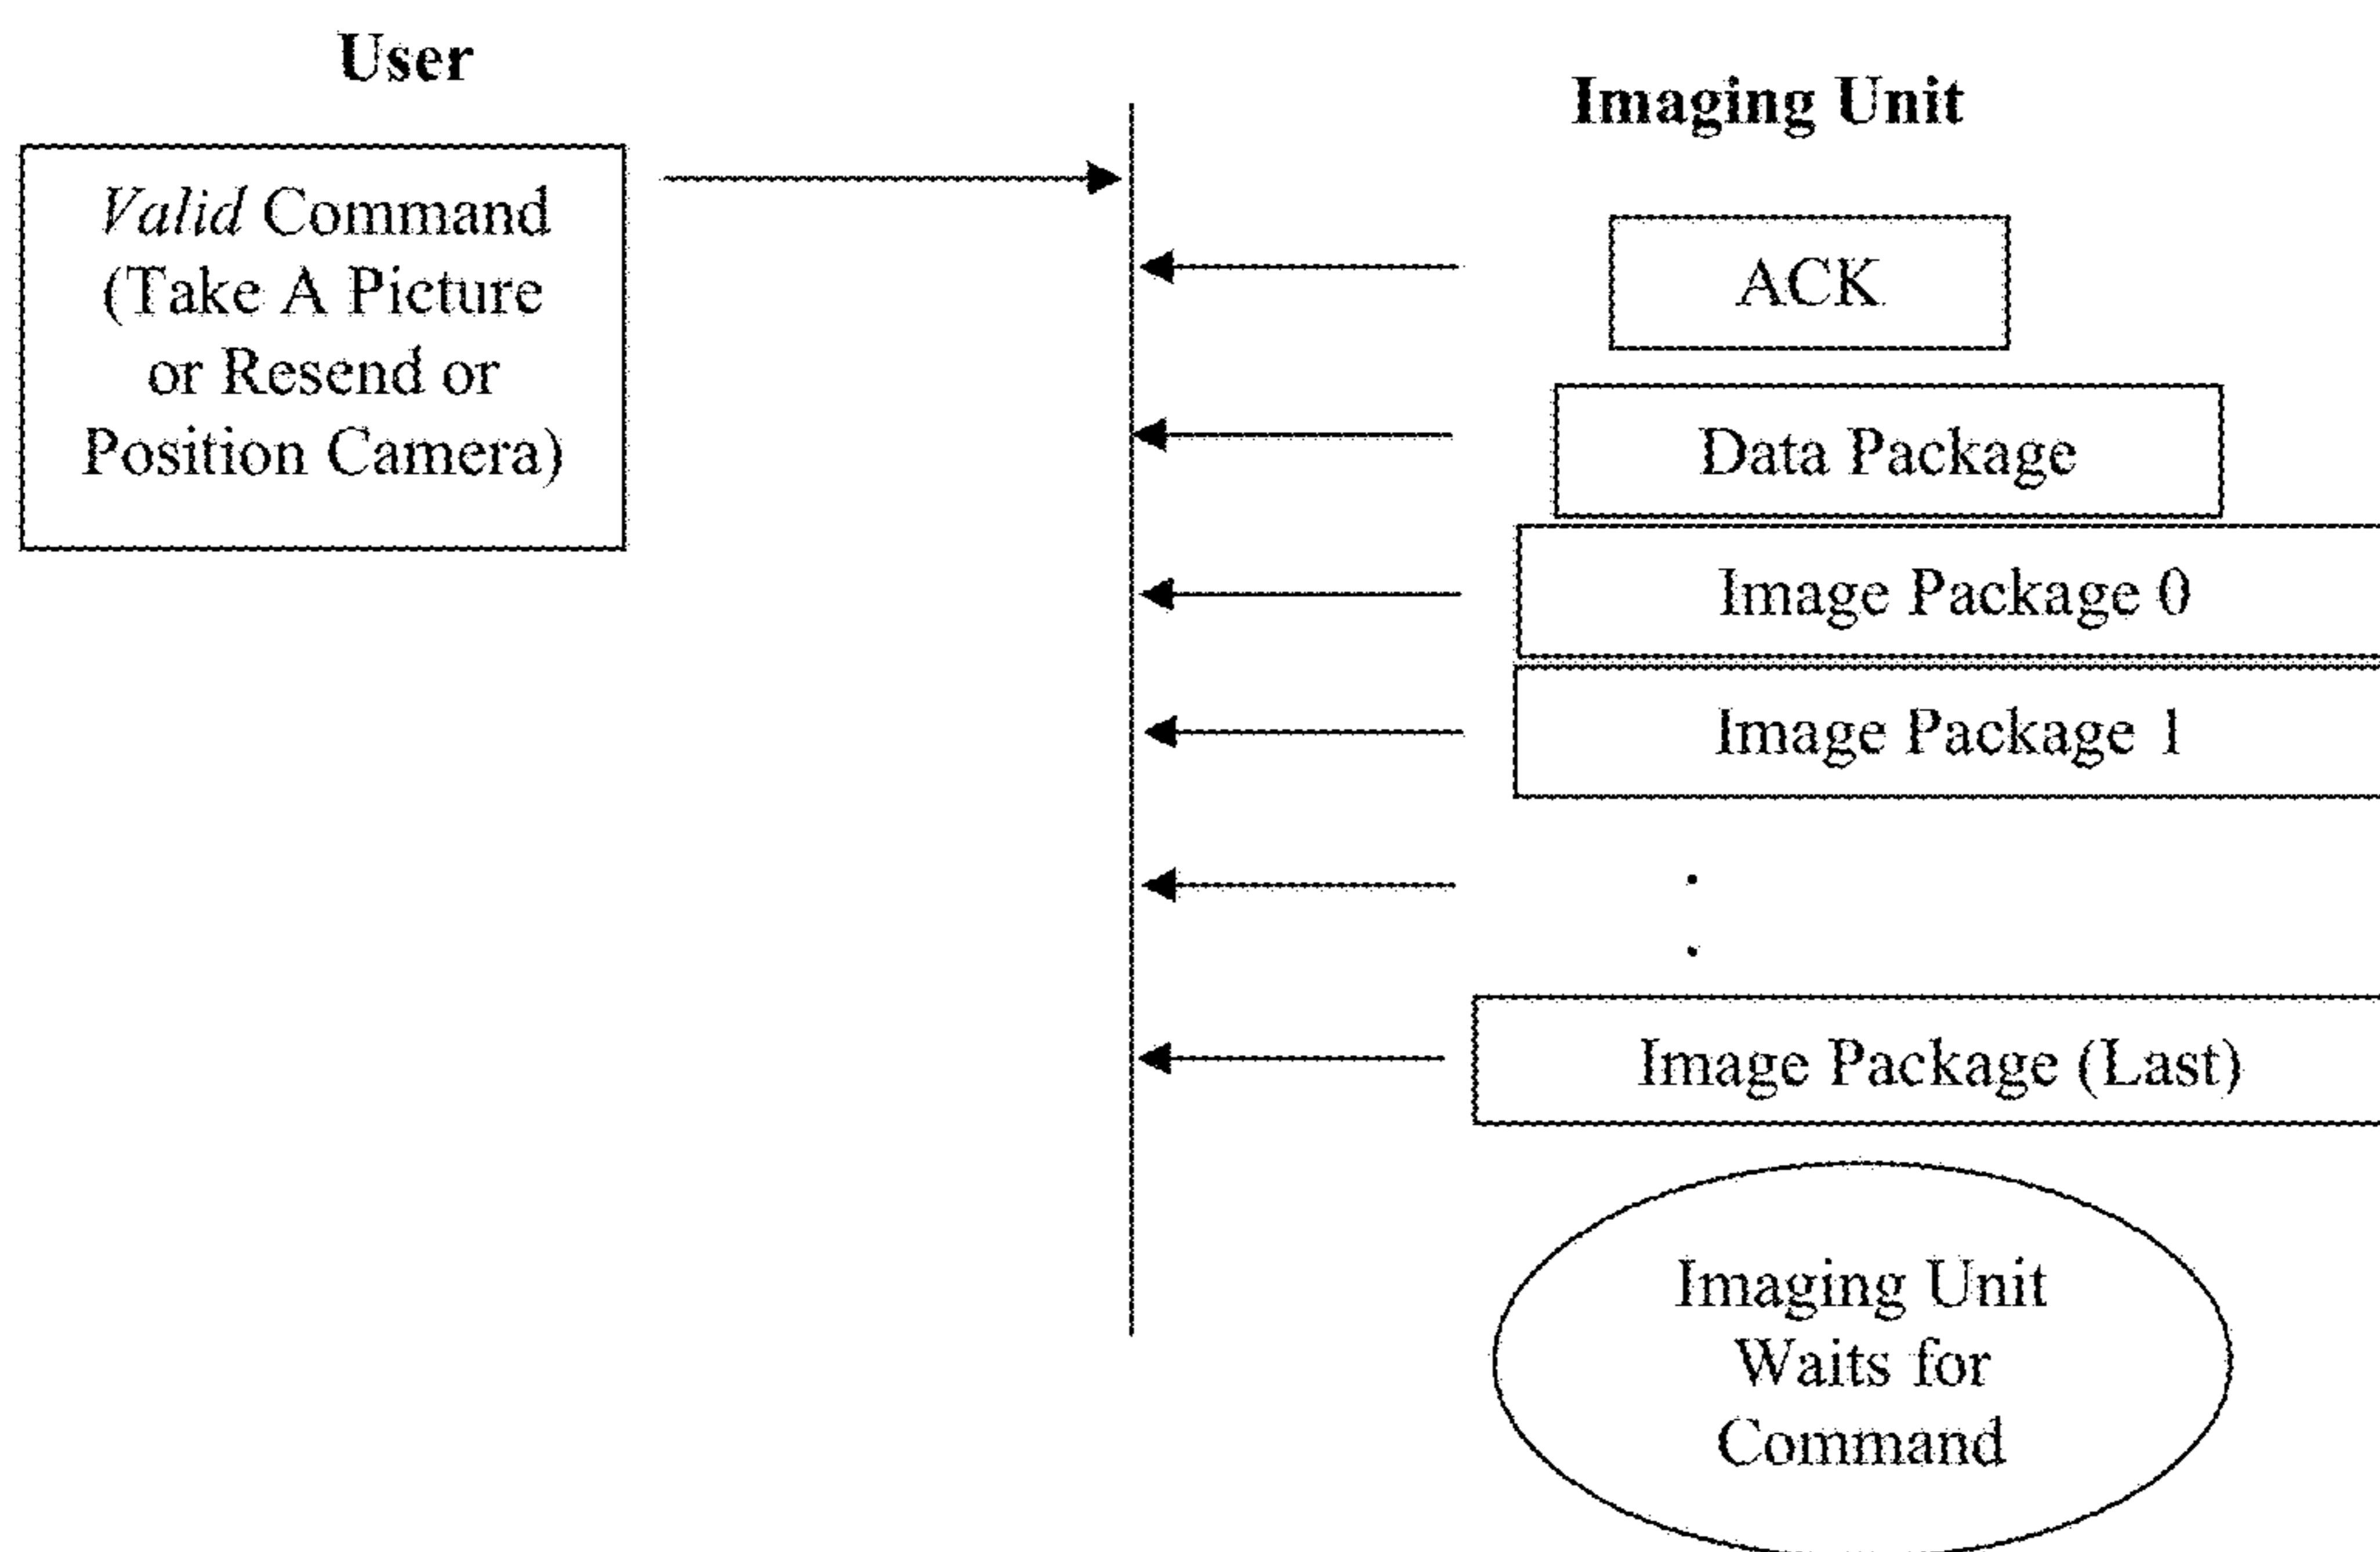 User
Imaging Unit
Valid Command
(Take A Picture
or Resend or
Position Camera)
ACK
Data Package
Image Package 0
Image Package 1
.
.
Image Package (Last)
Imaging Unit
Waits for
Command